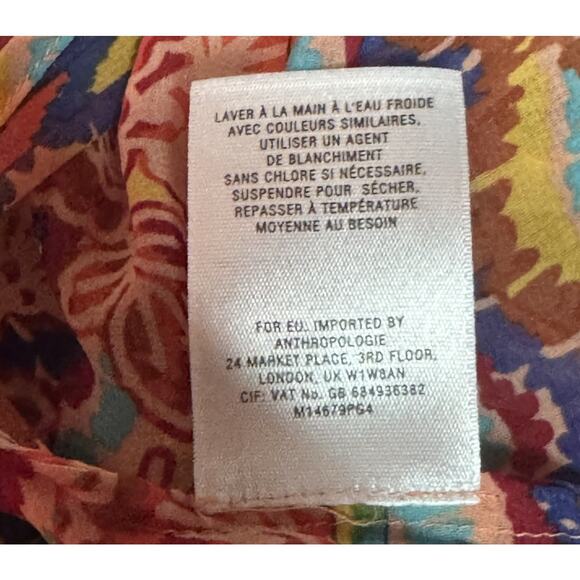 LAVER À LA MAIN À L'EAU FROIDE
AVEC COULEURS SIMILAIRES,
UTILISER UN AGENT
DE BLANCHIMENT
SANS CHLORE SI NÉCESSAIRE,
SUSPENDRE POUR SÉCHER,
REPASSER À TEMPÉRATURE
MOYENNE AU BESOIN
FOR EU. IMPORTED BY
ANTHROPOLOGIE
24 MARKET PLACE, 3RD FLOOR,
LONDON, UK W1W8AN
CIF: VAT No. GB 684936382
M14679PG4